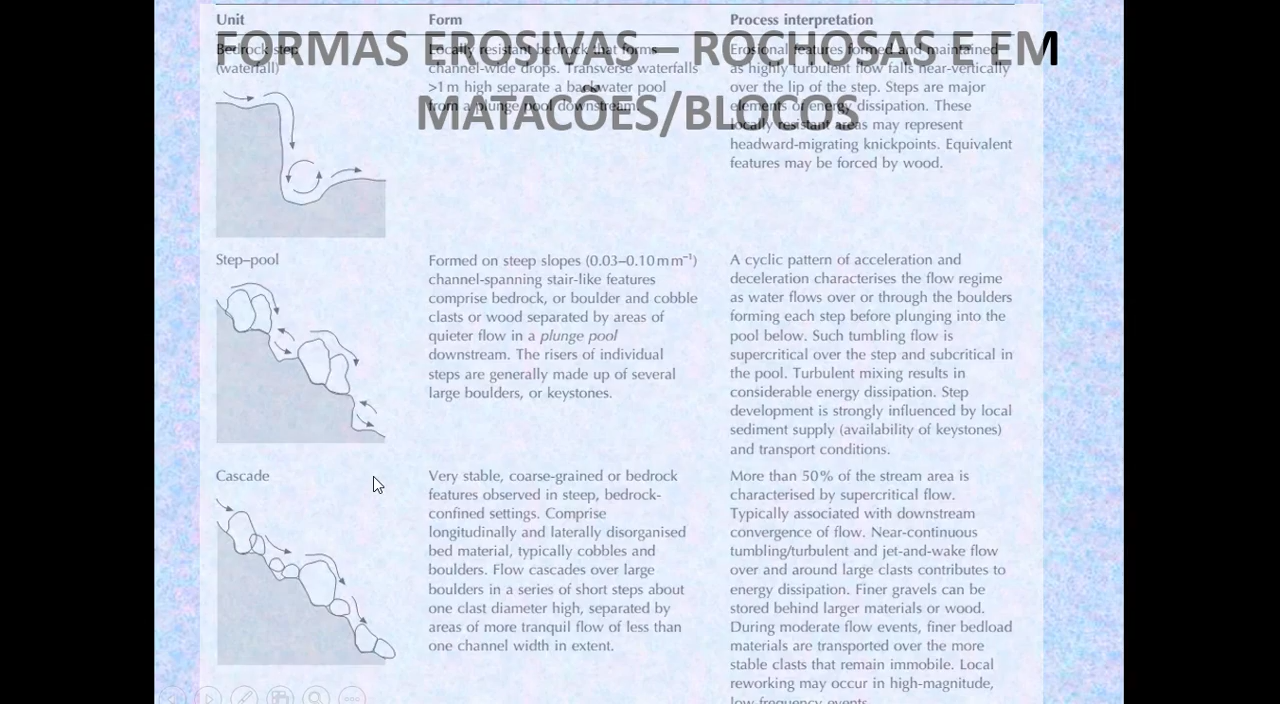 FORMAS EROSIVAS – ROCHOSAS E EM
MATACÕES/BLOCOS
Unit Form Process interpretation
Bedrock step
(waterfall)
Locally resistant bedrock that forms
channel-wide drops. Transverse waterfalls
>1 m high separate a backwater pool
from a plunge pool downstream.
Erosional features formed and maintained
as highly turbulent flow falls near-vertically
over the lip of the step. Steps are major
elements of energy dissipation. These
locally resistant areas may represent
headward-migrating knickpoints. Equivalent
features may be forced by wood.
Step–pool
Formed on steep slopes (0.03–0.10 m m⁻¹)
channel-spanning stair-like features
comprise bedrock, or boulder and cobble
clasts or wood separated by areas of
quieter flow in a plunge pool
downstream. The risers of individual
steps are generally made up of several
large boulders, or keystones.
A cyclic pattern of acceleration and
deceleration characterises the flow regime
as water flows over or through the boulders
forming each step before plunging into the
pool below. Such tumbling flow is
supercritical over the step and subcritical in
the pool. Turbulent mixing results in
considerable energy dissipation. Step
development is strongly influenced by local
sediment supply (availability of keystones)
and transport conditions.
Cascade
Very stable, coarse-grained or bedrock
features observed in steep, bedrock-
confined settings. Comprise
longitudinally and laterally disorganised
bed material, typically cobbles and
boulders. Flow cascades over large
boulders in a series of short steps about
one clast diameter high, separated by
areas of more tranquil flow of less than
one channel width in extent.
More than 50% of the stream area is
characterised by supercritical flow.
Typically associated with downstream
convergence of flow. Near-continuous
tumbling/turbulent and jet-and-wake flow
over and around large clasts contributes to
energy dissipation. Finer gravels can be
stored behind larger materials or wood.
During moderate flow events, finer bedload
materials are transported over the more
stable clasts that remain immobile. Local
reworking may occur in high-magnitude,
low-frequency events.